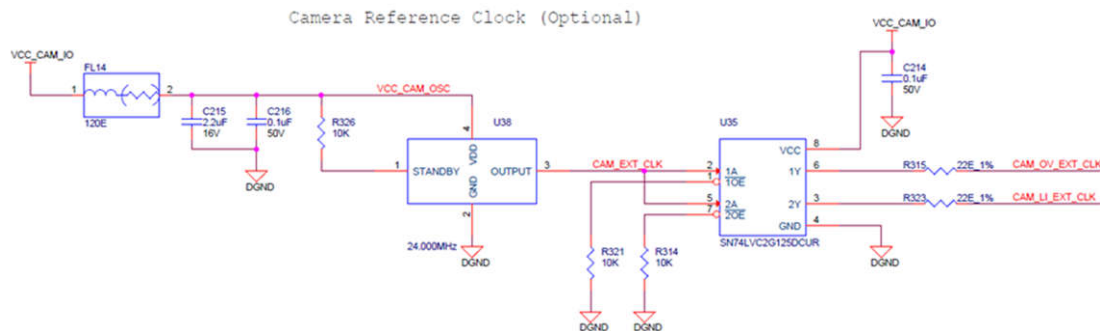 Camera Reference Clock (Optional)
VCC_CAM_IO
FL14
1
2
120E
C215
2.2uF
16V
C216
0.1uF
50V
DGND
R326
10K
VCC_CAM_OSC
U38
4
VDD
1
STANDBY
OUTPUT
3
GND
2
24.000MHz
DGND
CAM_EXT_CLK
R321
10K
DGND
R314
10K
DGND
U35
2
1A
1
1OE
5
2A
7
2OE
VCC
8
1Y
6
2Y
3
GND
4
SN74LVC2G125DCUR
VCC_CAM_IO
C214
0.1uF
50V
DGND
R315
22E_1%
CAM_OV_EXT_CLK
R323
22E_1%
CAM_LI_EXT_CLK
DGND